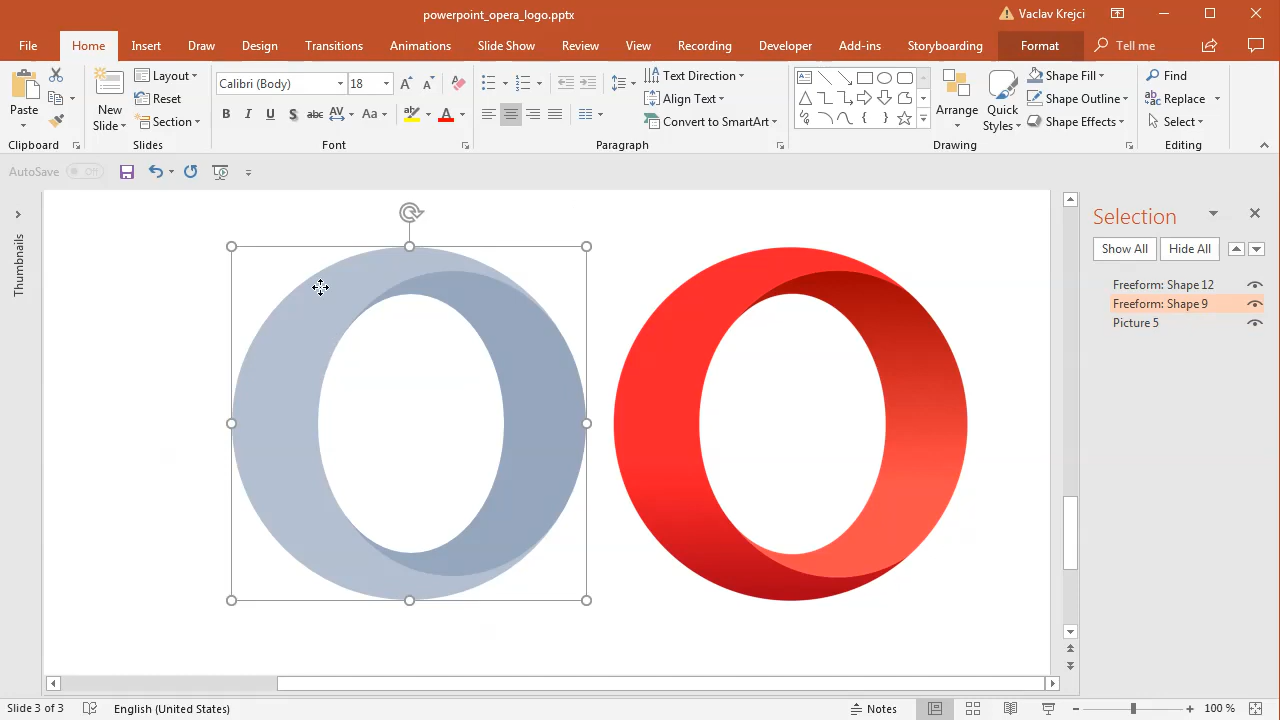 powerpoint_opera_logo.pptx
Vaclav Krejci
File Home Insert Draw Design Transitions Animations Slide Show Review View Recording Developer Add-ins Storyboarding Format Tell me
Paste
Clipboard
New Slide
Layout
Reset
Section
Slides
Calibri (Body) 18
B I U S abc AV Aa A
Font
Text Direction
Align Text
Convert to SmartArt
Paragraph
Arrange
Quick Styles
Shape Fill
Shape Outline
Shape Effects
Drawing
Find
Replace
Select
Editing
AutoSave Off
Thumbnails
Selection
Show All Hide All
Freeform: Shape 12
Freeform: Shape 9
Picture 5
Slide 3 of 3 English (United States) Notes 100 %